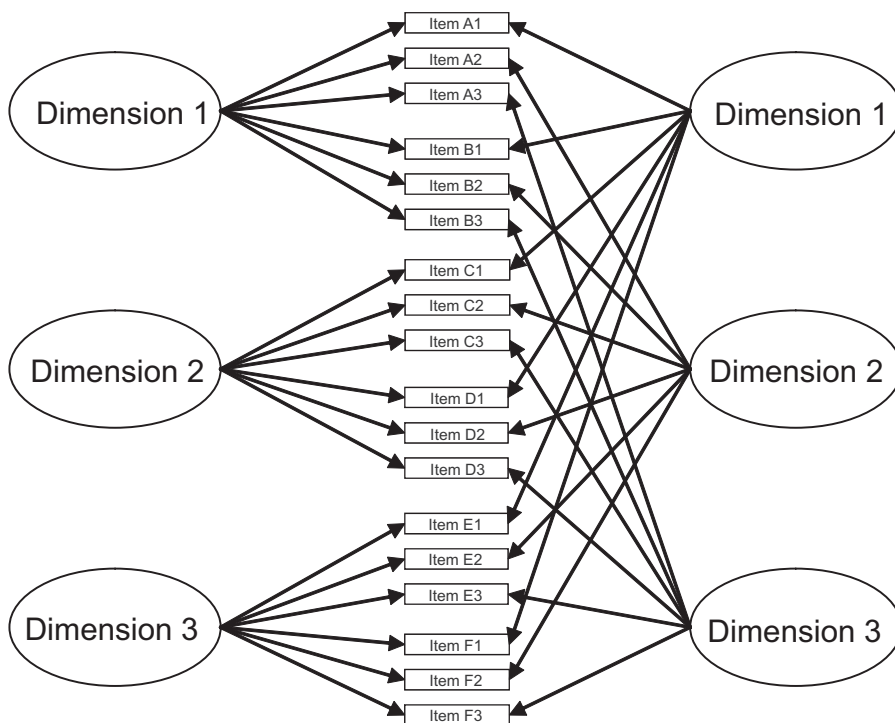 Item A1
Item A2
Item A3
Dimension 1
Dimension 1
Item B1
Item B2
Item B3
Item C1
Item C2
Item C3
Dimension 2
Dimension 2
Item D1
Item D2
Item D3
Item E1
Item E2
Item E3
Dimension 3
Dimension 3
Item F1
Item F2
Item F3